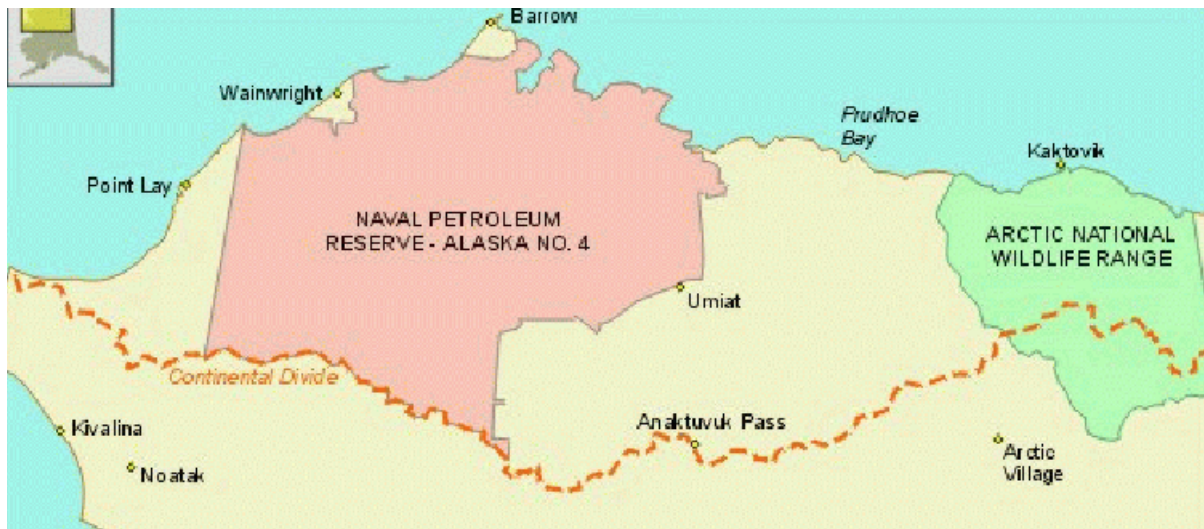 Barrow
Wainwright
Prudhoe
Bay
Kaktovik
Point Lay
NAVAL PETROLEUM
RESERVE - ALASKA NO. 4
ARCTIC NATIONAL
WILDLIFE RANGE
Umiat
Continental Divide
Anaktuvuk Pass
Kivalina
Noatak
Arctic
Village